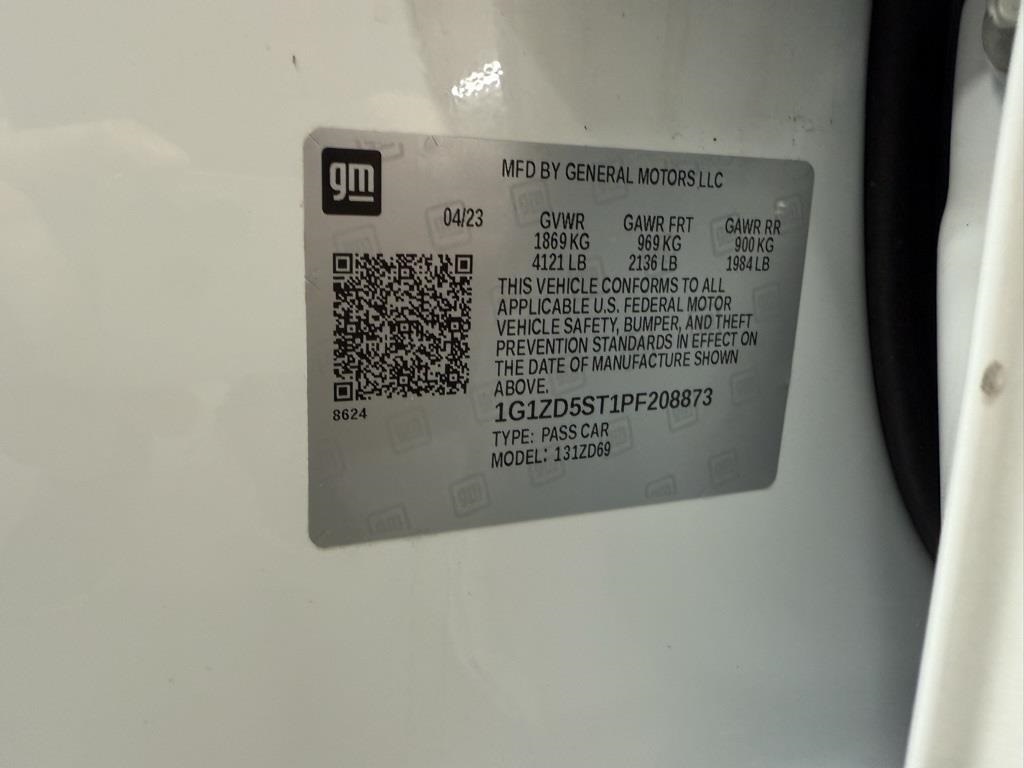 gm
MFD BY GENERAL MOTORS LLC
04/23 GVWR GAWR FRT GAWR RR
1869 KG 969 KG 900 KG
4121 LB 2136 LB 1984 LB
THIS VEHICLE CONFORMS TO ALL
APPLICABLE U.S. FEDERAL MOTOR
VEHICLE SAFETY, BUMPER, AND THEFT
PREVENTION STANDARDS IN EFFECT ON
THE DATE OF MANUFACTURE SHOWN
ABOVE.
8624
1G1ZD5ST1PF208873
TYPE: PASS CAR
MODEL: 131ZD69